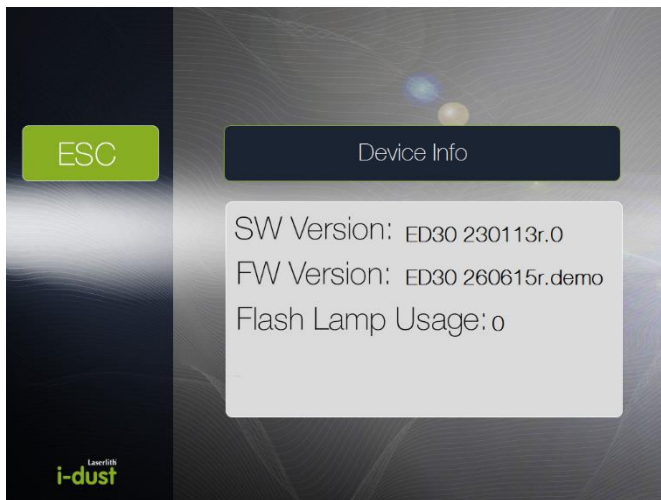 ESC
Device Info
SW Version: ED30 230113r.0
FW Version: ED30 260615r.demo
Flash Lamp Usage: 0
Laserlith
i-dust